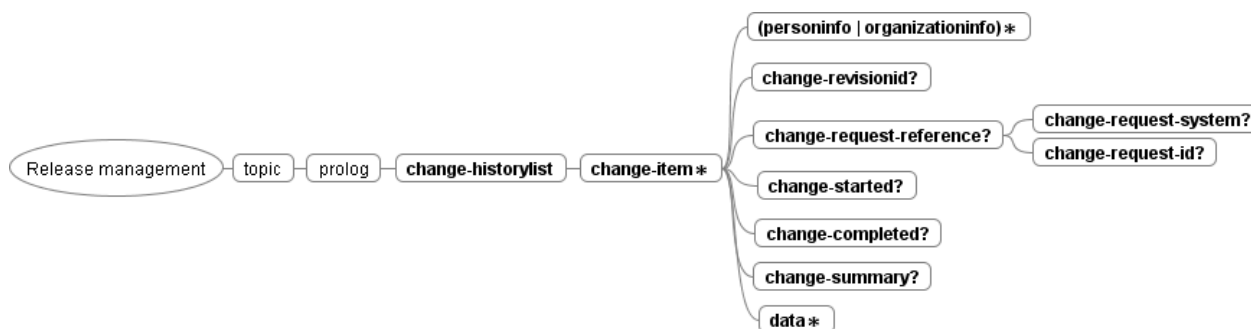 Release management
topic
prolog
change-historylist
change-item*
(personinfo | organizationinfo)*
change-revisionid?
change-request-reference?
change-request-system?
change-request-id?
change-started?
change-completed?
change-summary?
data*